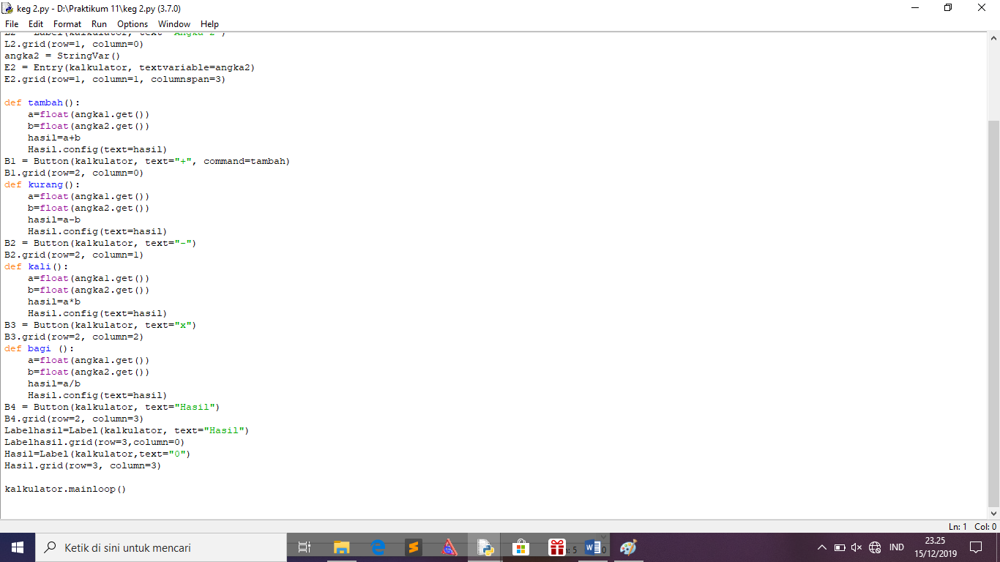 keg 2.py - D:\Praktikum 11\keg 2.py (3.7.0)
File Edit Format Run Options Window Help
L2 = Label(kalkulator, text="Angka 2")
L2.grid(row=1, column=0)
angka2 = StringVar()
E2 = Entry(kalkulator, textvariable=angka2)
E2.grid(row=1, column=1, columnspan=3)
def tambah():
    a=float(angka1.get())
    b=float(angka2.get())
    hasil=a+b
    Hasil.config(text=hasil)
B1 = Button(kalkulator, text="+", command=tambah)
B1.grid(row=2, column=0)
def kurang():
    a=float(angka1.get())
    b=float(angka2.get())
    hasil=a-b
    Hasil.config(text=hasil)
B2 = Button(kalkulator, text="-")
B2.grid(row=2, column=1)
def kali():
    a=float(angka1.get())
    b=float(angka2.get())
    hasil=a*b
    Hasil.config(text=hasil)
B3 = Button(kalkulator, text="x")
B3.grid(row=2, column=2)
def bagi ():
    a=float(angka1.get())
    b=float(angka2.get())
    hasil=a/b
    Hasil.config(text=hasil)
B4 = Button(kalkulator, text="Hasil")
B4.grid(row=2, column=3)
Labelhasil=Label(kalkulator, text="Hasil")
Labelhasil.grid(row=3,column=0)
Hasil=Label(kalkulator,text="0")
Hasil.grid(row=3, column=3)
kalkulator.mainloop()
Ln: 1 Col: 0
Ketik di sini untuk mencari
IND
23.25
15/12/2019